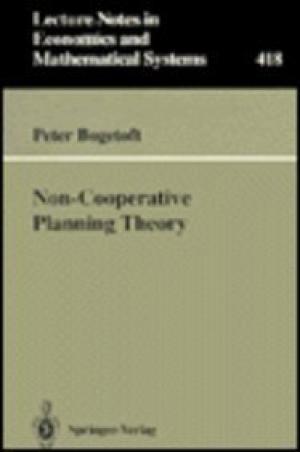 Lecture Notes in
Economics and
Mathematical Systems 418
Peter Bogetoft
Non-Cooperative
Planning Theory
Springer-Verlag